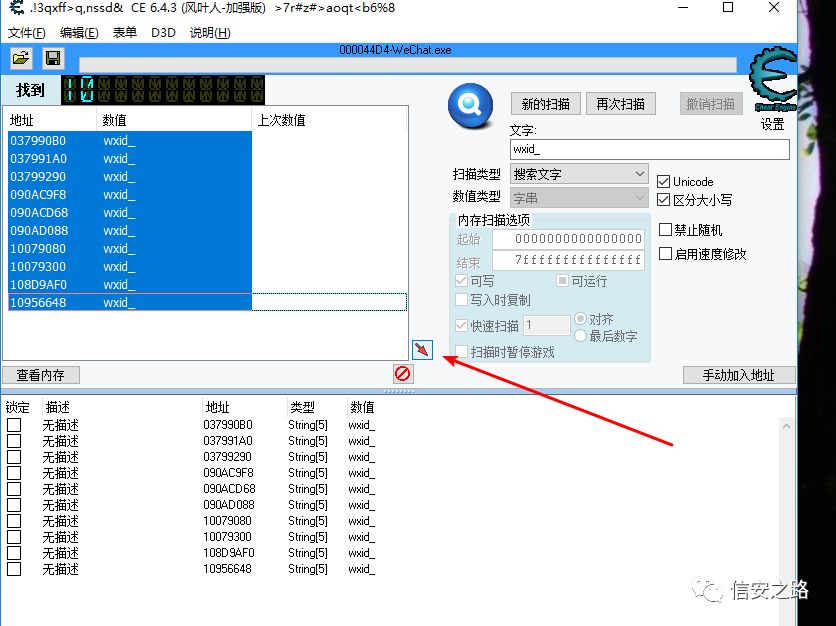 .!3qxff>q,nssd&  CE 6.4.3 (风叶人-加强版)  >7r#z#>aoqt<b6%8
文件(F) 编辑(E) 表单 D3D 说明(H)
000044D4-WeChat.exe
找到 10
地址 数值 上次数值
037990B0 wxid_
037991A0 wxid_
03799290 wxid_
090AC9F8 wxid_
090ACD68 wxid_
090AD088 wxid_
10079080 wxid_
10079300 wxid_
108D9AF0 wxid_
10956648 wxid_
新的扫描 再次扫描 撤销扫描
Cheat Engine
设置
文字:
wxid_
扫描类型 搜索文字
数值类型 字串
Unicode
区分大小写
禁止随机
启用速度修改
内存扫描选项
起始 0000000000000000
结束 7fffffffffffffff
可写 可运行
写入时复制
快速扫描 1 对齐
最后数字
扫描时暂停游戏
查看内存 手动加入地址
锁定 描述 地址 类型 数值
无描述 037990B0 String[5] wxid_
无描述 037991A0 String[5] wxid_
无描述 03799290 String[5] wxid_
无描述 090AC9F8 String[5] wxid_
无描述 090ACD68 String[5] wxid_
无描述 090AD088 String[5] wxid_
无描述 10079080 String[5] wxid_
无描述 10079300 String[5] wxid_
无描述 108D9AF0 String[5] wxid_
无描述 10956648 String[5] wxid_
信安之路